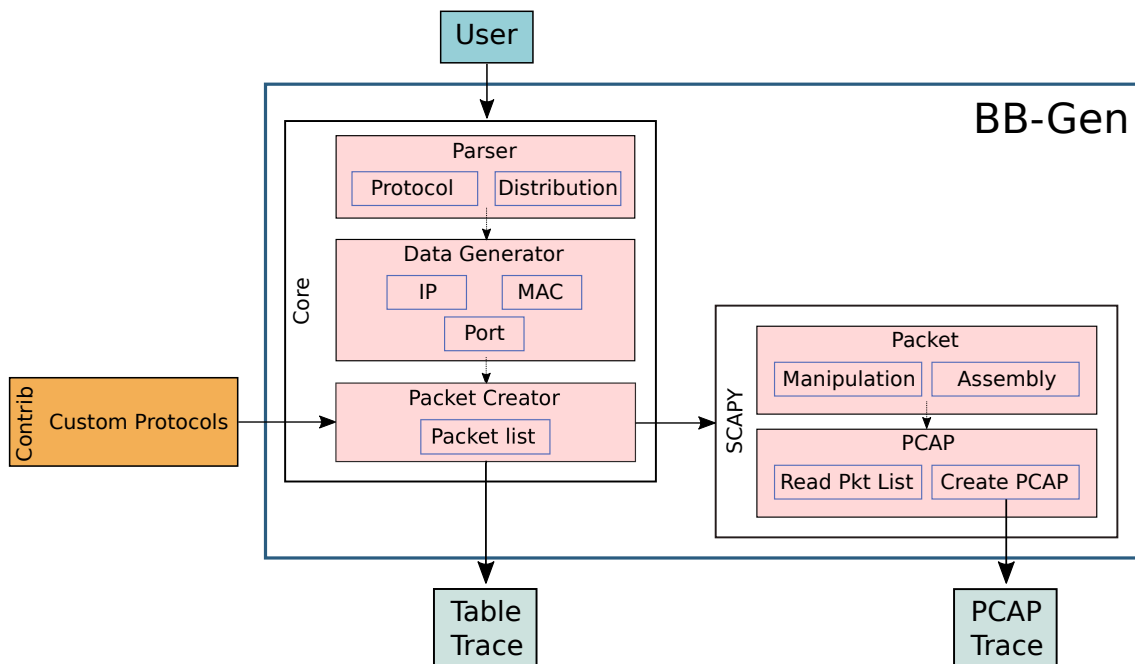 User
BB-Gen
Core
Parser
Protocol
Distribution
Data Generator
IP
MAC
Port
Packet Creator
Packet list
Contrib
Custom Protocols
SCAPY
Packet
Manipulation
Assembly
PCAP
Read Pkt List
Create PCAP
Table
Trace
PCAP
Trace